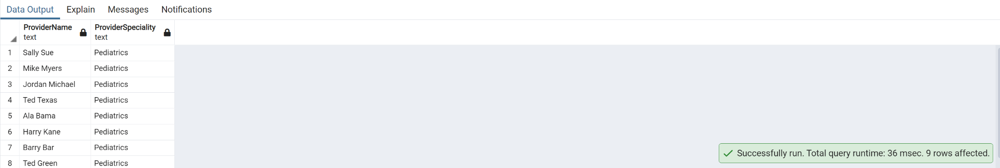 Data Output Explain Messages Notifications
ProviderName ProviderSpeciality
text text
1 Sally Sue Pediatrics
2 Mike Myers Pediatrics
3 Jordan Michael Pediatrics
4 Ted Texas Pediatrics
5 Ala Bama Pediatrics
6 Harry Kane Pediatrics
7 Barry Bar Pediatrics
Successfully run. Total query runtime: 36 msec. 9 rows affected.
8 Ted Green Pediatrics